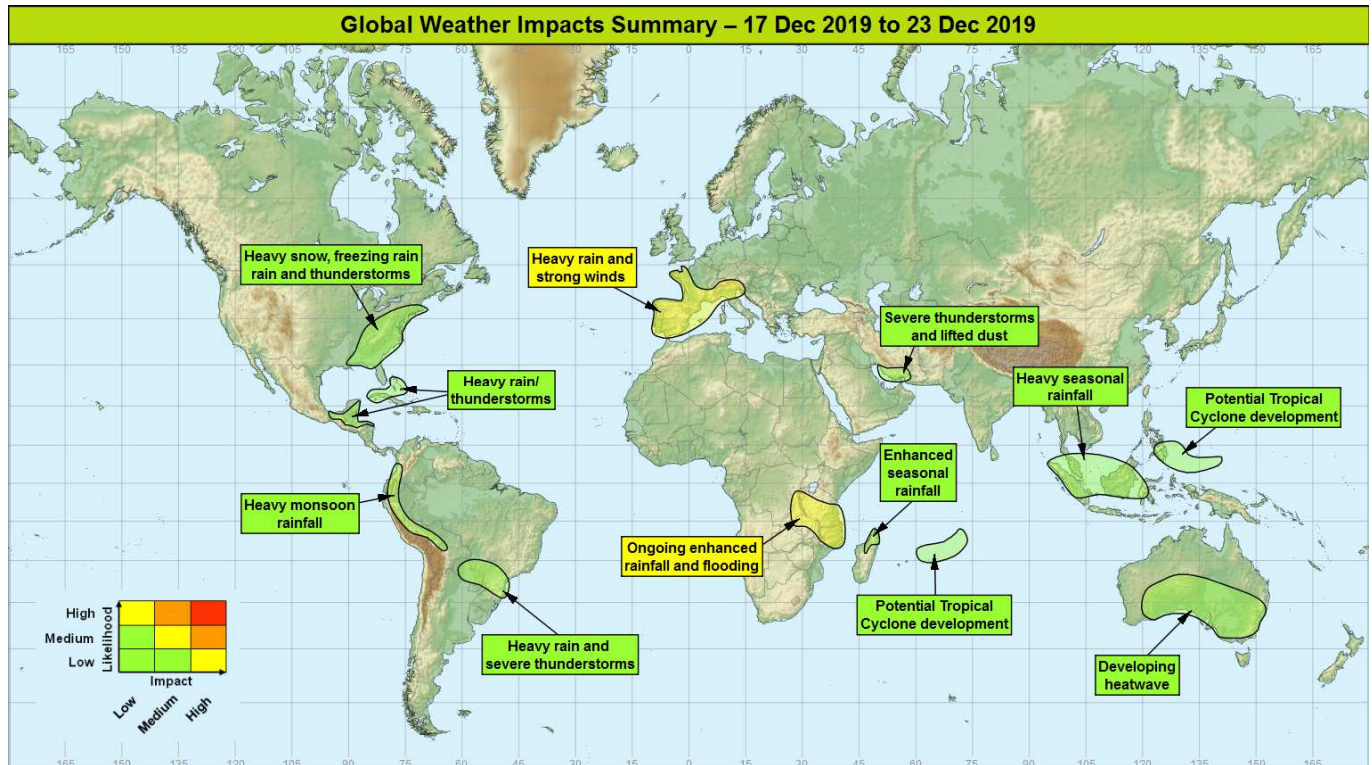 Global Weather Impacts Summary – 17 Dec 2019 to 23 Dec 2019
165 150 135 120 105 90 75 60 45 30 15 0 15 30 45 60 75 90 105 120 135 150 165
Heavy snow, freezing rain
rain and thunderstorms
Heavy rain and
strong winds
Severe thunderstorms
and lifted dust
Heavy rain/
thunderstorms
Heavy seasonal
rainfall
Potential Tropical
Cyclone development
Enhanced
seasonal
rainfall
Heavy monsoon
rainfall
Ongoing enhanced
rainfall and flooding
Potential Tropical
Cyclone development
Heavy rain and
severe thunderstorms
Developing
heatwave
High
Medium
Low
Likelihood
Impact
Low
Medium
High
165 150 135 120 105 90 75 60 45 30 15 0 15 30 45 60 75 90 105 120 135 150 165